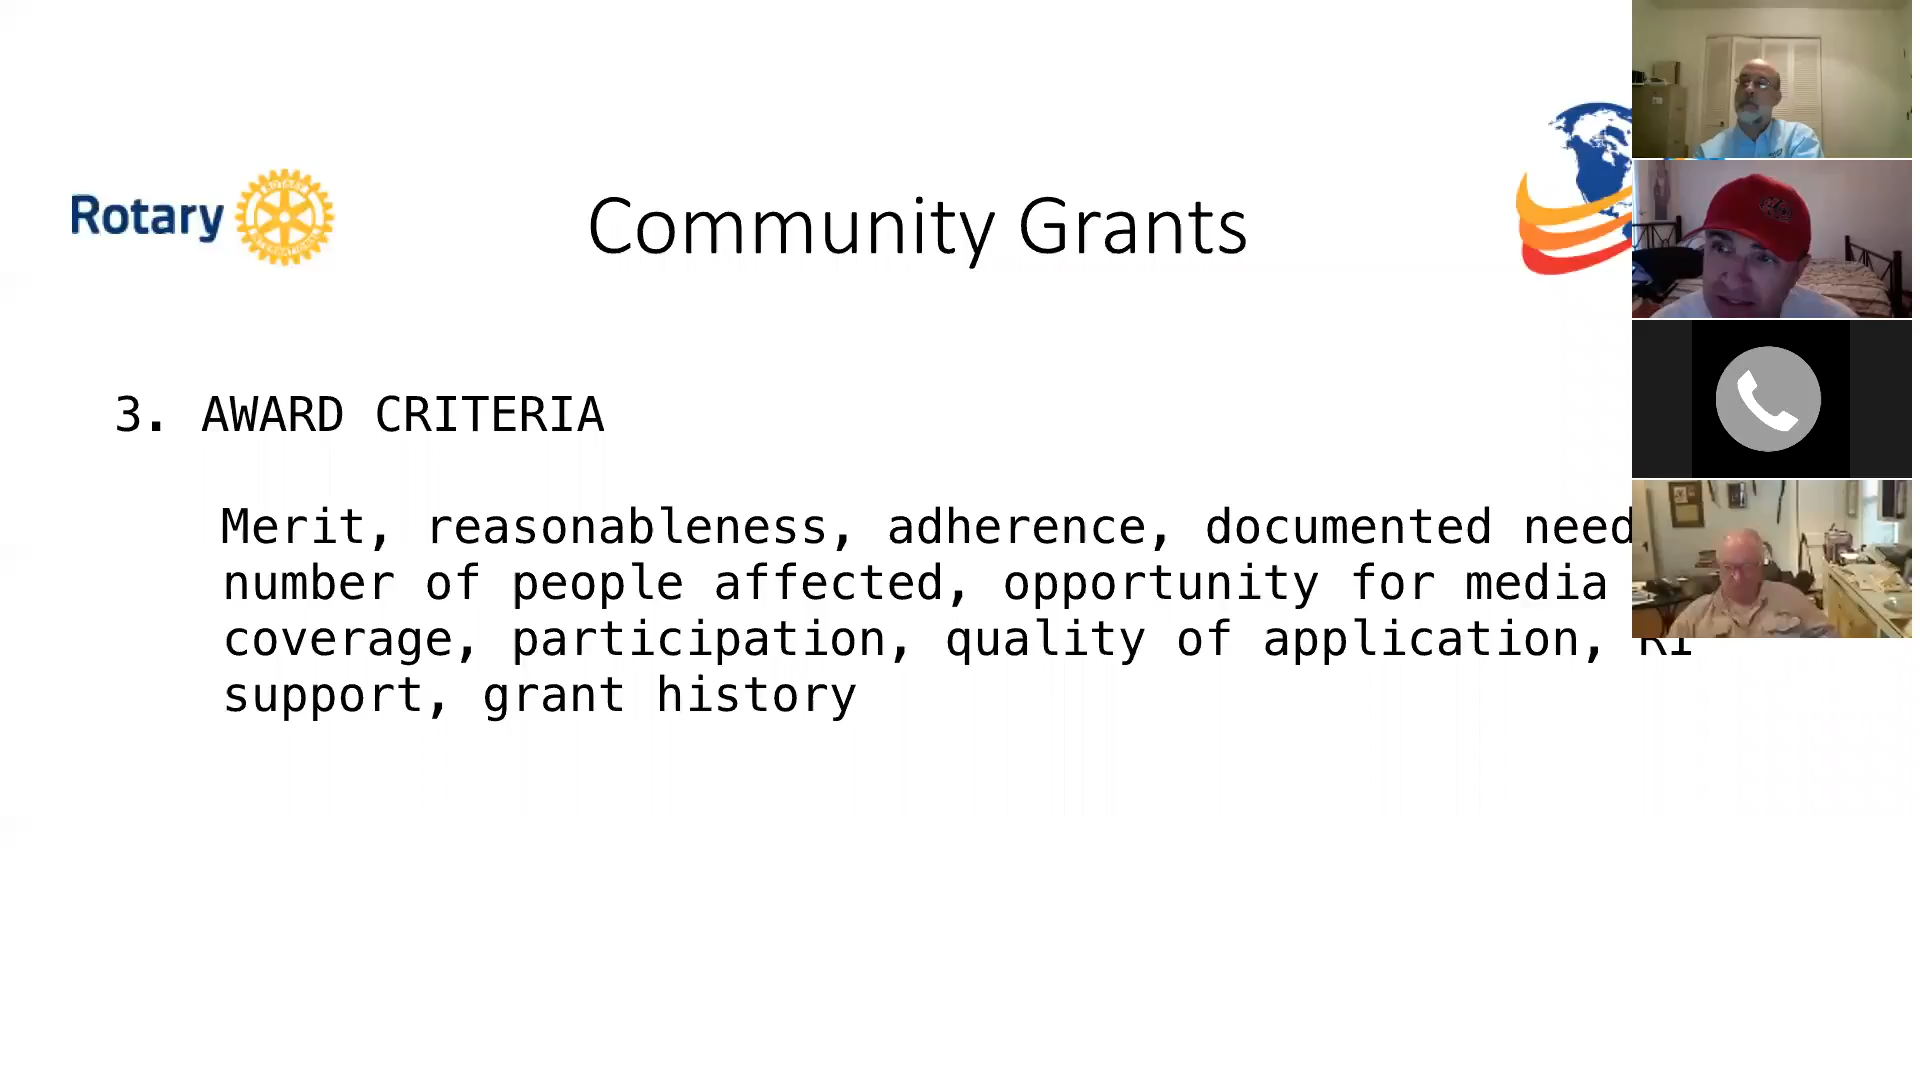 Rotary
Community Grants
3. AWARD CRITERIA
Merit, reasonableness, adherence, documented need
number of people affected, opportunity for media
coverage, participation, quality of application, RI
support, grant history